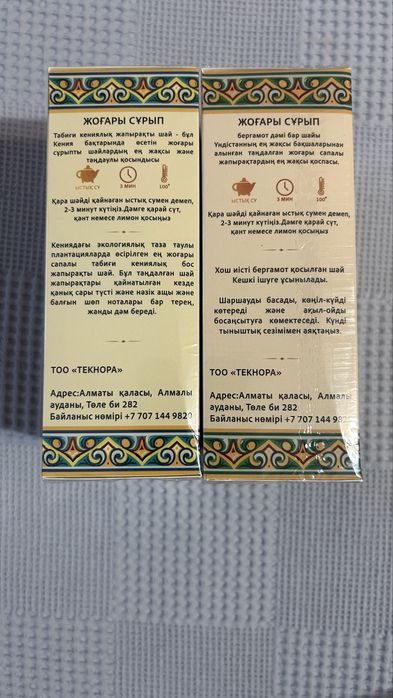 ЖОҒАРЫ СҰРЫП
Табиғи кениялық жапырақты шай - бұл
Кения бақтарында өсетін жоғары
сұрыпты шайлардың ең жақсы және
таңдаулы қосындысы
ЫСТЫҚ СУ
3 МИН
100°
Қара шәйді қайнаған ыстық сумен демеп,
2-3 минут күтіңіз.Дәмге қарай сүт,
қант немесе лимон қосыңыз
Кениядағы экологиялық таза таулы
плантацияларда өсірілген ең жоғары
сапалы табиғи кениялық бос
жапырақты шай. Бұл таңдалған шай
жапырақтары қайнатылған кезде
қанық сары түсті және нәзік ащы және
балғын шөп ноталары бар терең,
жанды дәм береді.
ТОО «ТЕКНОРА»
Адрес:Алматы қаласы, Алмалы
ауданы, Төле би 282
Байланыс нөмірі +7 707 144 9820
ЖОҒАРЫ СҰРЫП
бергамот дәмі бар шайы
Үндістанның ең жақсы бақшаларынан
алынған таңдалған жоғары сапалы
жапырақтардың ең жақсы қоспасы.
ЫСТЫҚ СУ
3 МИН
100°
Қара шәйді қайнаған ыстық сумен демеп,
2-3 минут күтіңіз.Дәмге қарай сүт,
қант немесе лимон қосыңыз
Хош иісті бергамот қосылған шай
Кешкі ішуге ұсынылады.
Шаршауды басады, көңіл-күйді
көтереді және ақыл-ойды
босаңсытуға көмектеседі. Күнді
тыныштық сезімімен аяқтаңыз.
ТОО «ТЕКНОРА»
Адрес:Алматы қаласы, Алмалы
ауданы, Төле би 282
Байланыс нөмірі +7 707 144 9820